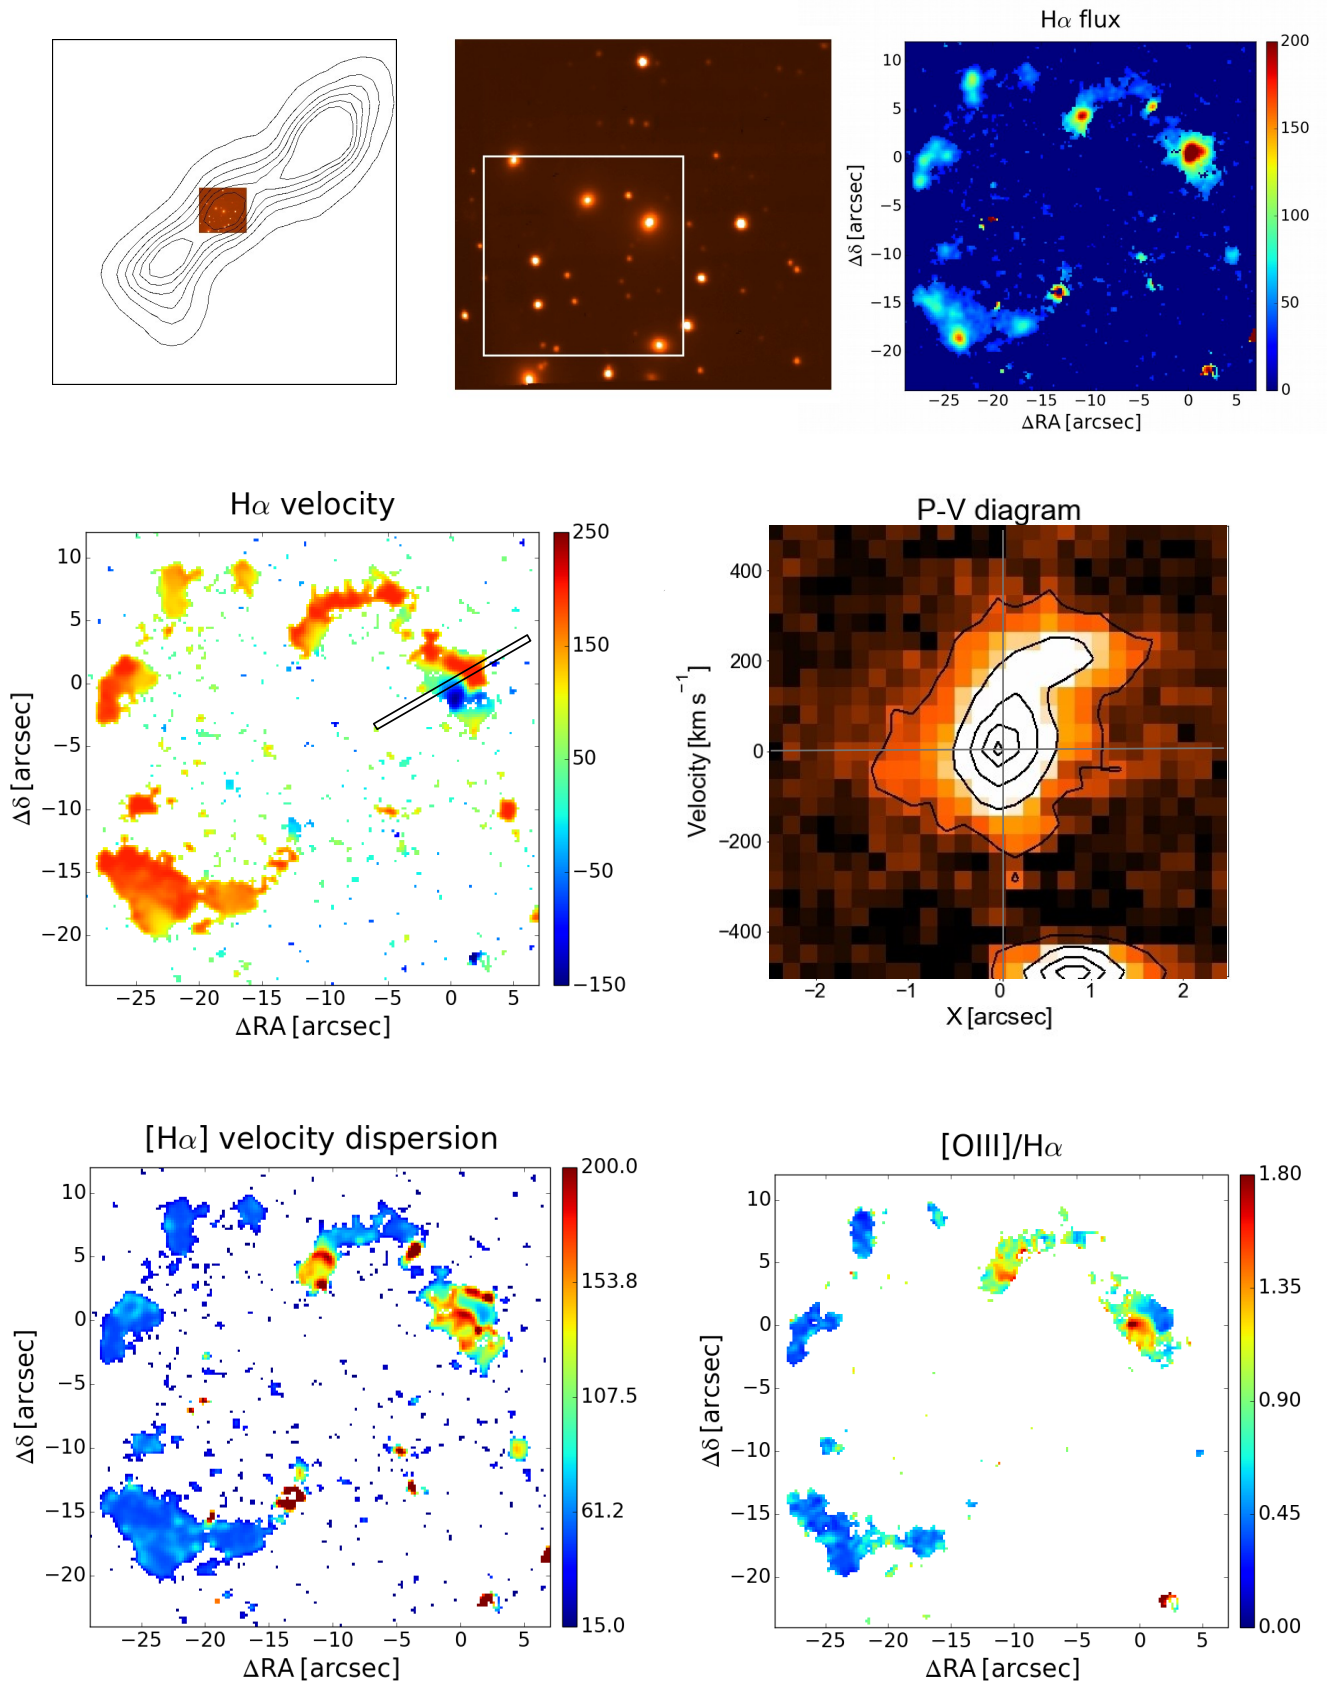 Hα flux
200
150
100
50
0
10
5
0
−5
−10
−15
−20
Δδ [arcsec]
−25 −20 −15 −10 −5 0 5
ΔRA [arcsec]
Hα velocity
250
150
50
−50
−150
10
5
0
−5
−10
−15
−20
Δδ [arcsec]
−25 −20 −15 −10 −5 0 5
ΔRA [arcsec]
P-V diagram
400
200
0
−200
−400
Velocity [km s−1]
−2 −1 0 1 2
X [arcsec]
[Hα] velocity dispersion
200.0
153.8
107.5
61.2
15.0
10
5
0
−5
−10
−15
−20
Δδ [arcsec]
−25 −20 −15 −10 −5 0 5
ΔRA [arcsec]
[OIII]/Hα
1.80
1.35
0.90
0.45
0.00
10
5
0
−5
−10
−15
−20
Δδ [arcsec]
−25 −20 −15 −10 −5 0 5
ΔRA [arcsec]